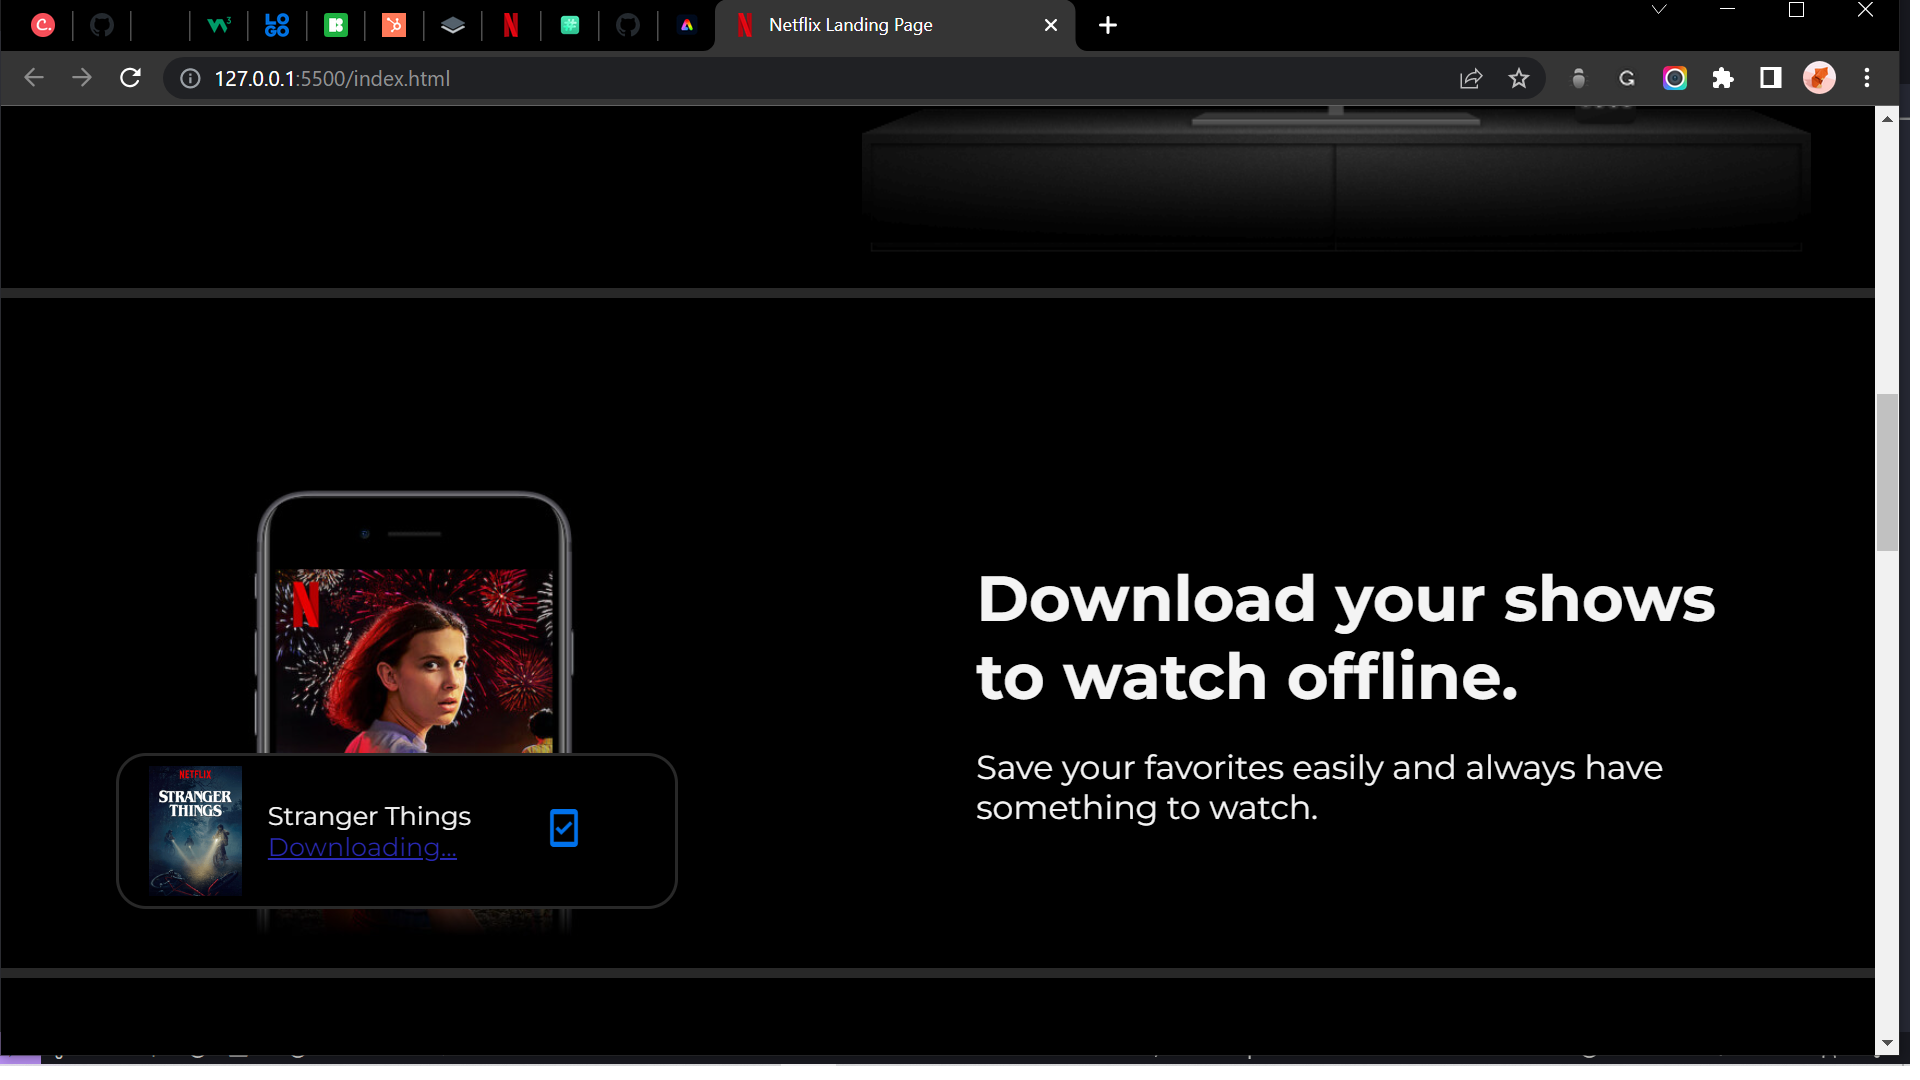 Netflix Landing Page
127.0.0.1:5500/index.html
Download your shows
to watch offline.
Save your favorites easily and always have
something to watch.
NETFLIX
STRANGER
THINGS
Stranger Things
Downloading...